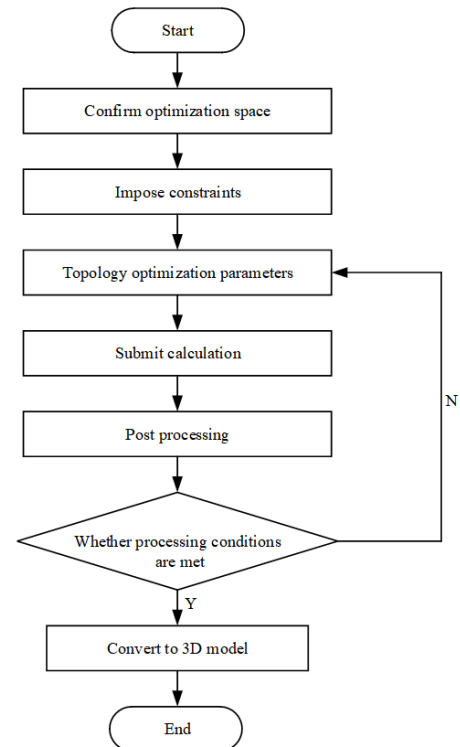 Start
Confirm optimization space
Impose constraints
Topology optimization parameters
Submit calculation
N
Post processing
Whether processing conditions
are met
Y
Convert to 3D model
End